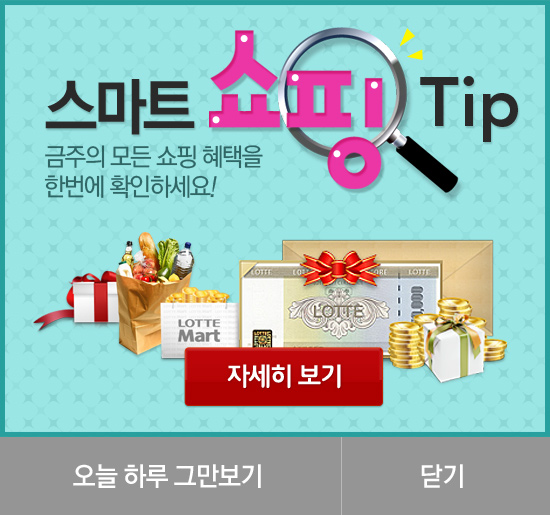 스마트 쇼핑 Tip
금주의 모든 쇼핑 혜택을
한번에 확인하세요!
LOTTE
LOTTE
LOTTE
LOTTE
Mart
자세히 보기
오늘 하루 그만보기
닫기